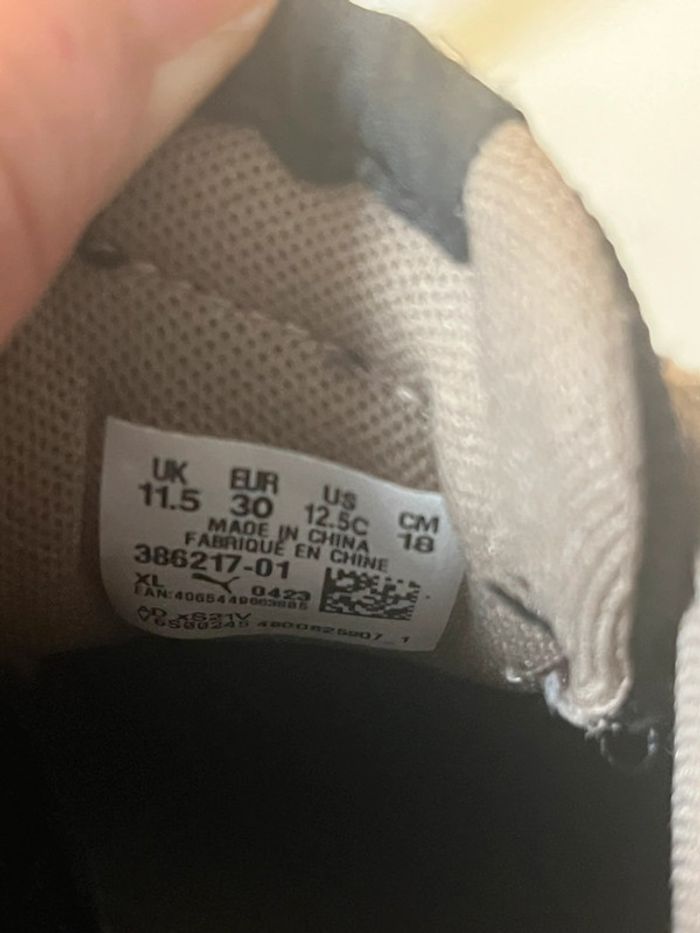 UK EUR US CM
11.5 30 12.5C 18
MADE IN CHINA
FABRIQUÉ EN CHINE
386217-01
XL 0423